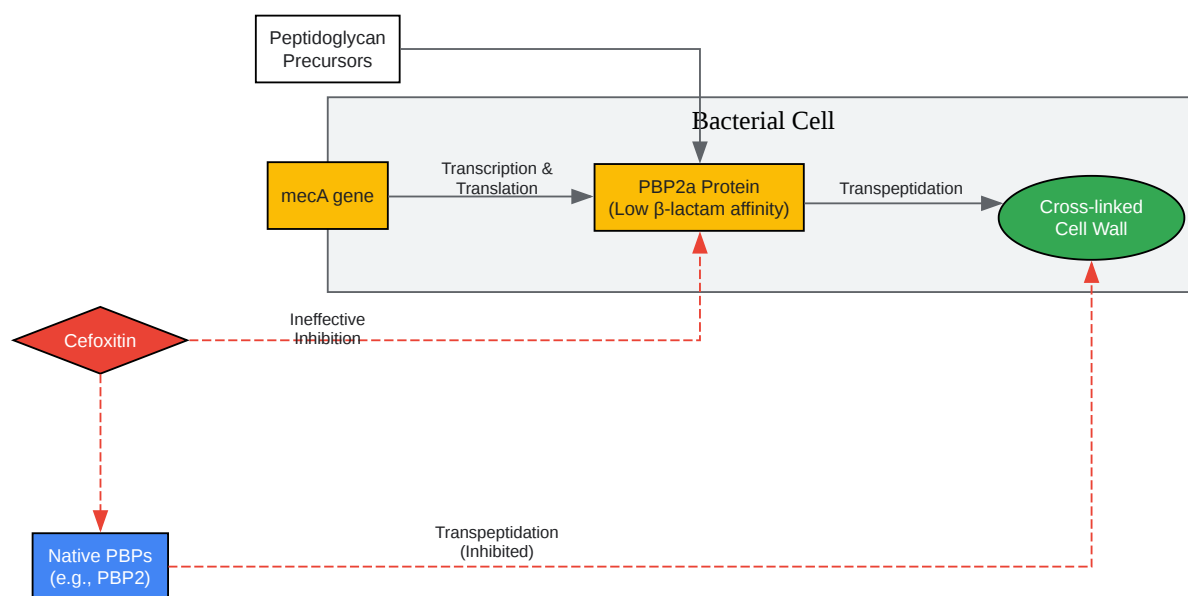 Peptidoglycan
Precursors
Bacterial Cell
mecA gene
Transcription &
Translation
PBP2a Protein
(Low β-lactam affinity)
Transpeptidation
Cross-linked
Cell Wall
Cefoxitin
Ineffective
Inhibition
Native PBPs
(e.g., PBP2)
Transpeptidation
(Inhibited)